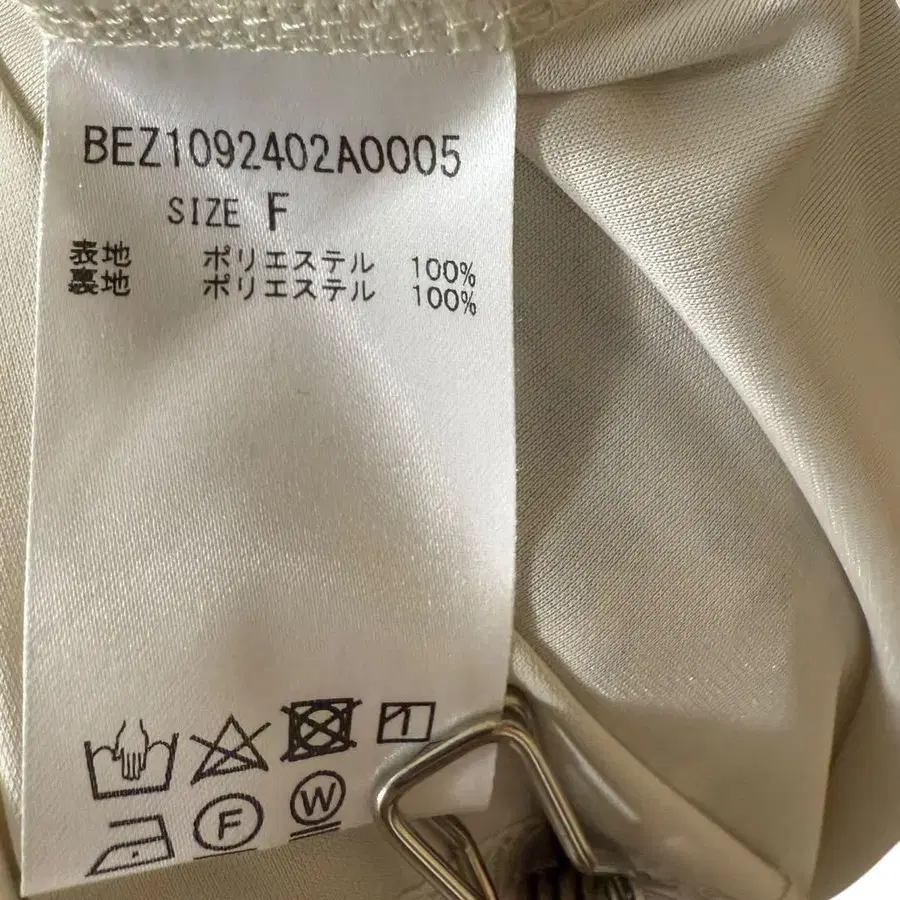 BEZ1092402A0005
SIZE F
表地 ポリエステル 100%
裏地 ポリエステル 100%
F
W